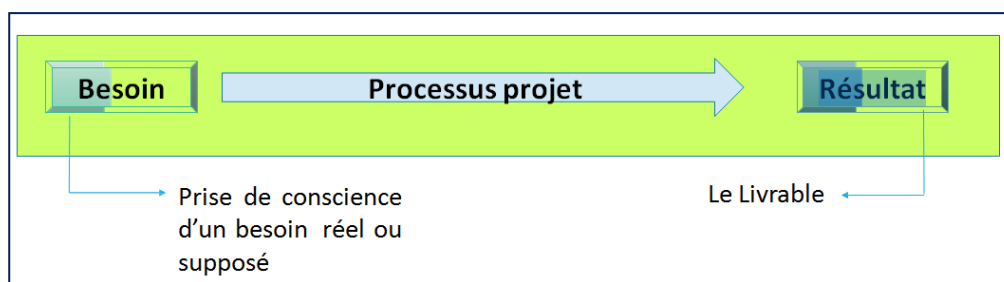 Besoin
Processus projet
Résultat
Prise de conscience
d'un besoin réel ou
supposé
Le Livrable